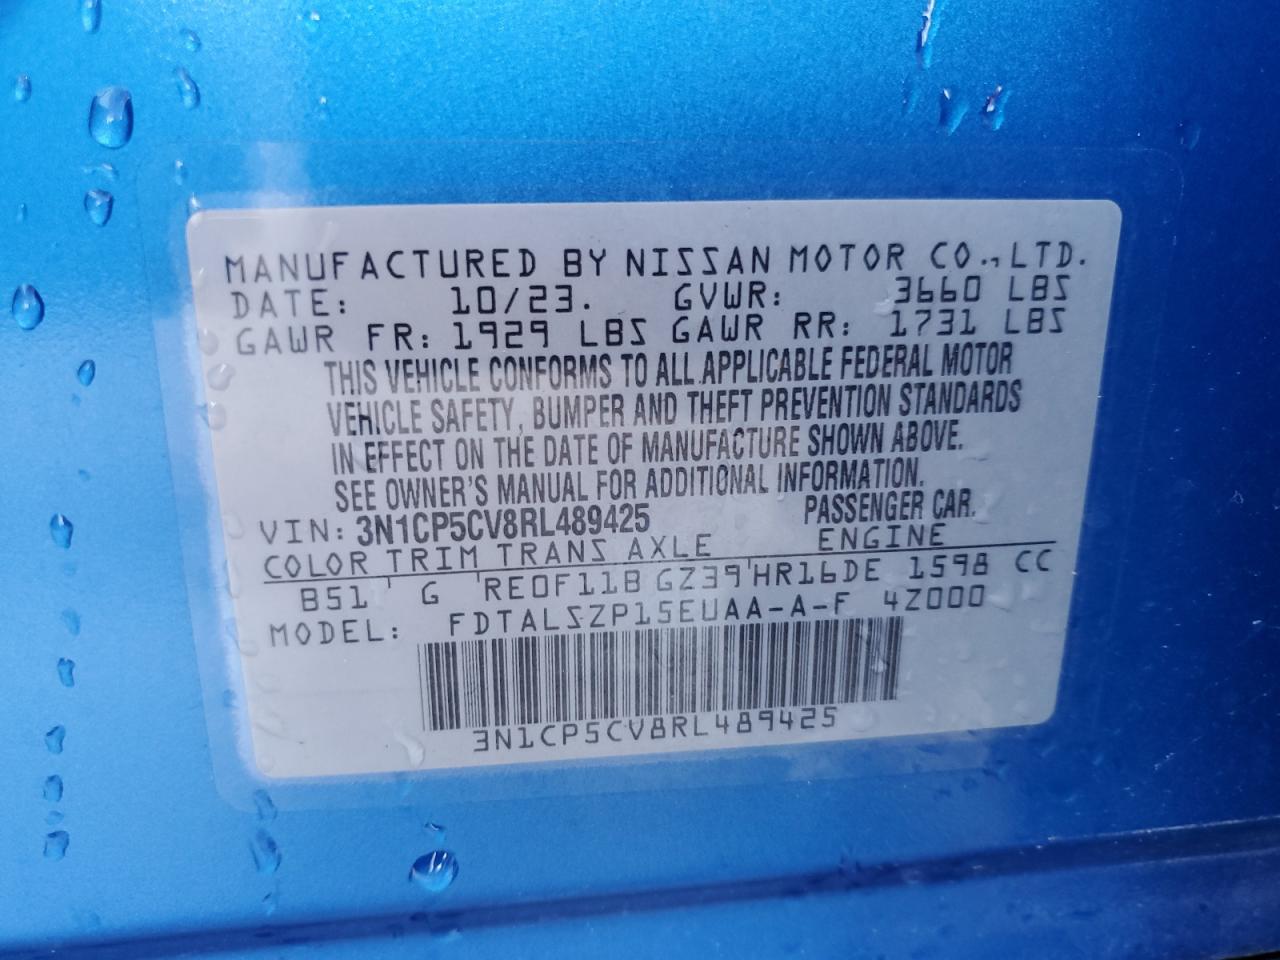 MANUFACTURED BY NISSAN MOTOR CO., LTD.
DATE: 10/23. GVWR: 3660 LBS
GAWR FR: 1929 LBS GAWR RR: 1731 LBS
THIS VEHICLE CONFORMS TO ALL APPLICABLE FEDERAL MOTOR
VEHICLE SAFETY, BUMPER AND THEFT PREVENTION STANDARDS
IN EFFECT ON THE DATE OF MANUFACTURE SHOWN ABOVE.
SEE OWNER'S MANUAL FOR ADDITIONAL INFORMATION.
VIN: 3N1CP5CV8RL489425 PASSENGER CAR.
COLOR TRIM TRANS AXLE ENGINE
B51 G RE0F11B GZ39 HR16DE 1598 CC
MODEL: FDTALSZP15EUAA-A-F 4Z000
3N1CP5CV8RL489425